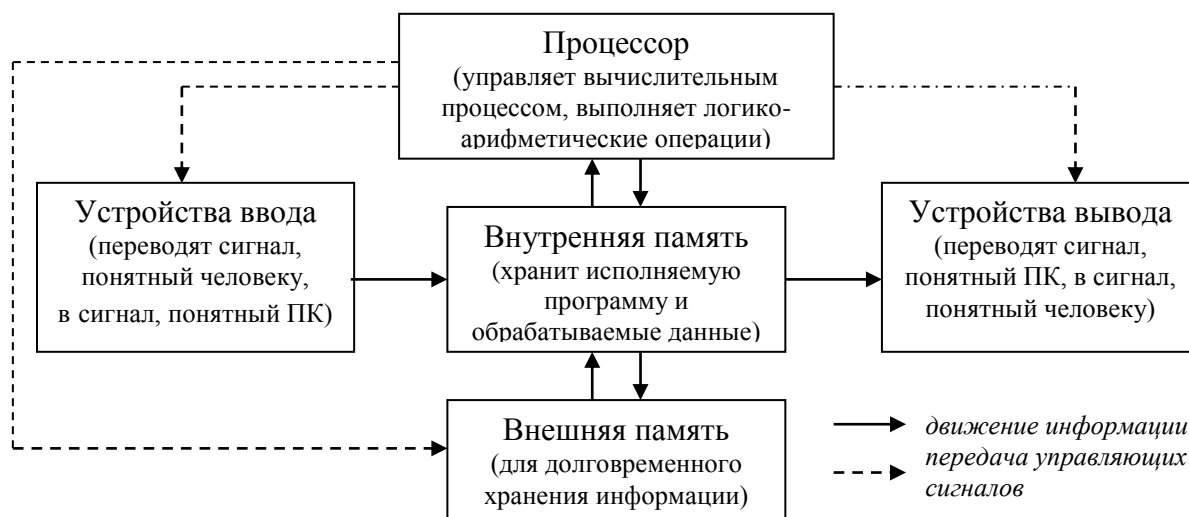 Процессор
(управляет вычислительным
процессом, выполняет логико-
арифметические операции)
Устройства ввода
(переводят сигнал,
понятный человеку,
в сигнал, понятный ПК)
Внутренняя память
(хранит исполняемую
программу и
обрабатываемые данные)
Устройства вывода
(переводят сигнал,
понятный ПК, в сигнал,
понятный человеку)
Внешняя память
(для долговременного
хранения информации)
движение информации
передача управляющих
сигналов